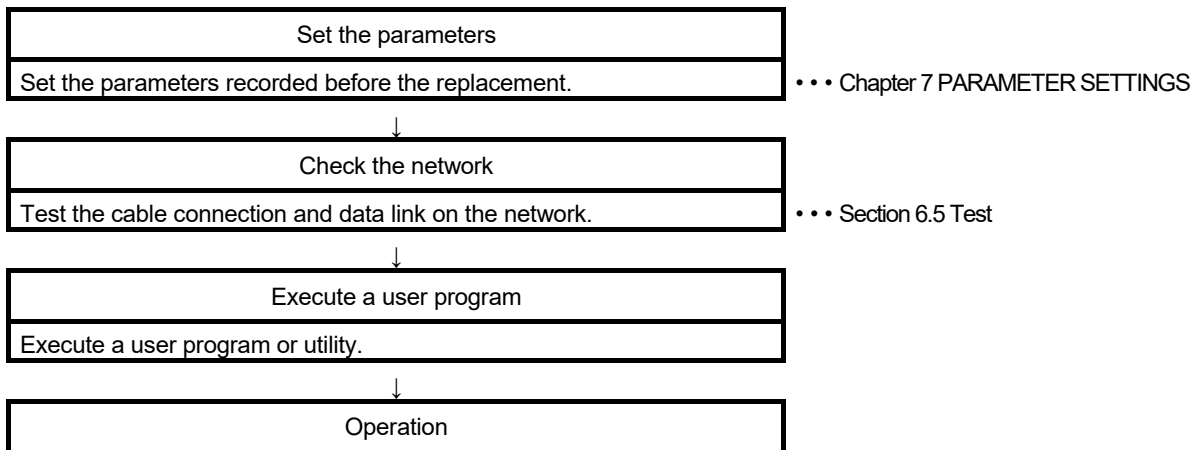 Set the parameters
Set the parameters recorded before the replacement.
• • • Chapter 7 PARAMETER SETTINGS
↓
Check the network
Test the cable connection and data link on the network.
• • • Section 6.5 Test
↓
Execute a user program
Execute a user program or utility.
↓
Operation